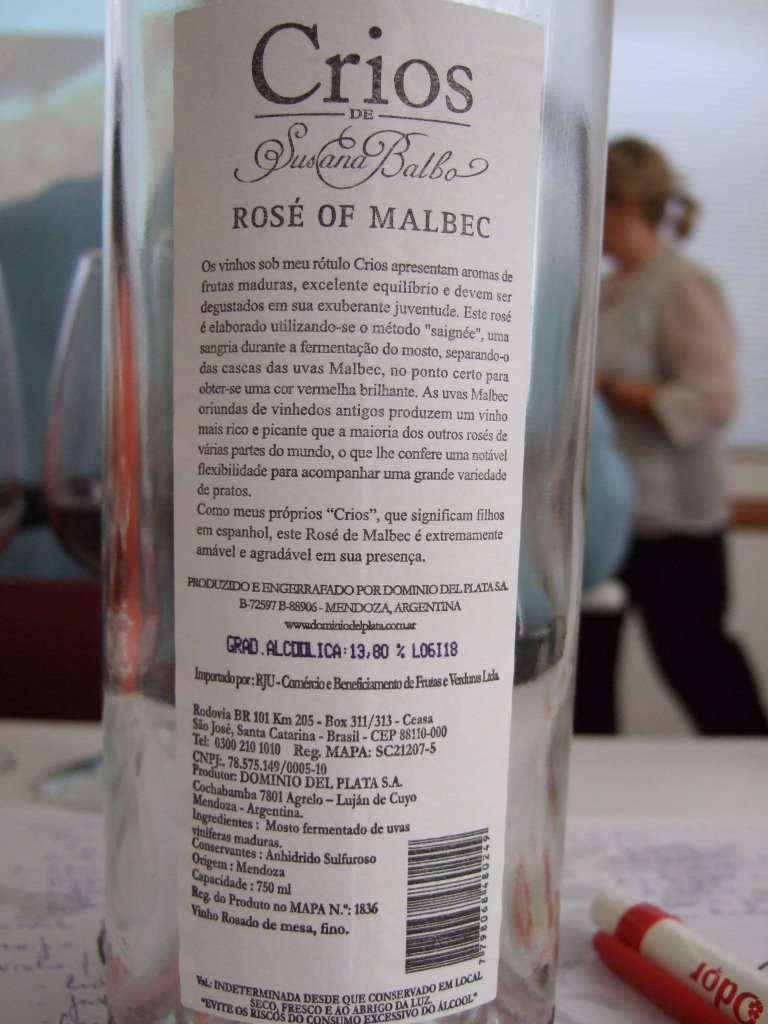 Crios
DE
Susana Balbo
ROSÉ OF MALBEC
Os vinhos sob meu rótulo Crios apresentam aromas de
frutas maduras, excelente equilíbrio e devem ser
degustados em sua exuberante juventude. Este rosé
é elaborado utilizando-se o método "saignée", uma
sangria durante a fermentação do mosto, separando-o
das cascas das uvas Malbec, no ponto certo para
obter-se uma cor vermelha brilhante. As uvas Malbec
oriundas de vinhedos antigos produzem um vinho
mais rico e picante que a maioria dos outros rosés de
várias partes do mundo, o que lhe confere uma notável
flexibilidade para acompanhar uma grande variedade
de pratos.
Como meus próprios “Crios”, que significam filhos
em espanhol, este Rosé de Malbec é extremamente
amável e agradável em sua presença.
PRODUZIDO E ENGERRAFADO POR DOMINIO DEL PLATA S.A.
B-72597 B-88906 - MENDOZA, ARGENTINA
www.dominiodelplata.com.ar
GRAD.ALCOOLICA:13,80 % L06I18
Importado por: RJU - Comércio e Beneficiamento de Frutas e Verduras Ltda.
Rodovia BR 101 Km 205 - Box 311/313 - Ceasa
São José, Santa Catarina - Brasil - CEP 88110-000
Tel: 0300 210 1010 Reg. MAPA: SC21207-5
CNPJ:. 78.575.149/0005-10
Produtor: DOMINIO DEL PLATA S.A.
Cochabamba 7801 Agrelo – Luján de Cuyo
Mendoza - Argentina.
Ingredientes : Mosto fermentado de uvas
viníferas maduras.
Conservantes : Anhidrido Sulfuroso
Origem : Mendoza
Capacidade : 750 ml
Reg. do Produto no MAPA N.º: 1836
Vinho Rosado de mesa, fino.
7 798068 480249
Val.: INDETERMINADA DESDE QUE CONSERVADO EM LOCAL
SECO, FRESCO E AO ABRIGO DA LUZ.
"EVITE OS RISCOS DO CONSUMO EXCESSIVO DO ÁLCOOL"